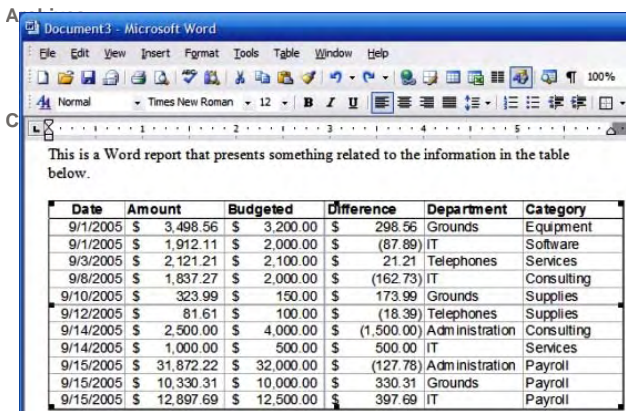 Document3 - Microsoft Word
File Edit View Insert Format Tools Table Window Help
100%
Normal Times New Roman 12 B I U
1 2 3 4 5
This is a Word report that presents something related to the information in the table
below.
Date Amount Budgeted Difference Department Category
9/1/2005 $ 3,498.56 $ 3,200.00 $ 298.56 Grounds Equipment
9/1/2005 $ 1,912.11 $ 2,000.00 $ (87.89) IT Software
9/3/2005 $ 2,121.21 $ 2,100.00 $ 21.21 Telephones Services
9/8/2005 $ 1,837.27 $ 2,000.00 $ (162.73) IT Consulting
9/10/2005 $ 323.99 $ 150.00 $ 173.99 Grounds Supplies
9/12/2005 $ 81.61 $ 100.00 $ (18.39) Telephones Supplies
9/14/2005 $ 2,500.00 $ 4,000.00 $ (1,500.00) Administration Consulting
9/14/2005 $ 1,000.00 $ 500.00 $ 500.00 IT Services
9/15/2005 $ 31,872.22 $ 32,000.00 $ (127.78) Administration Payroll
9/15/2005 $ 10,330.31 $ 10,000.00 $ 330.31 Grounds Payroll
9/15/2005 $ 12,897.69 $ 12,500.00 $ 397.69 IT Payroll